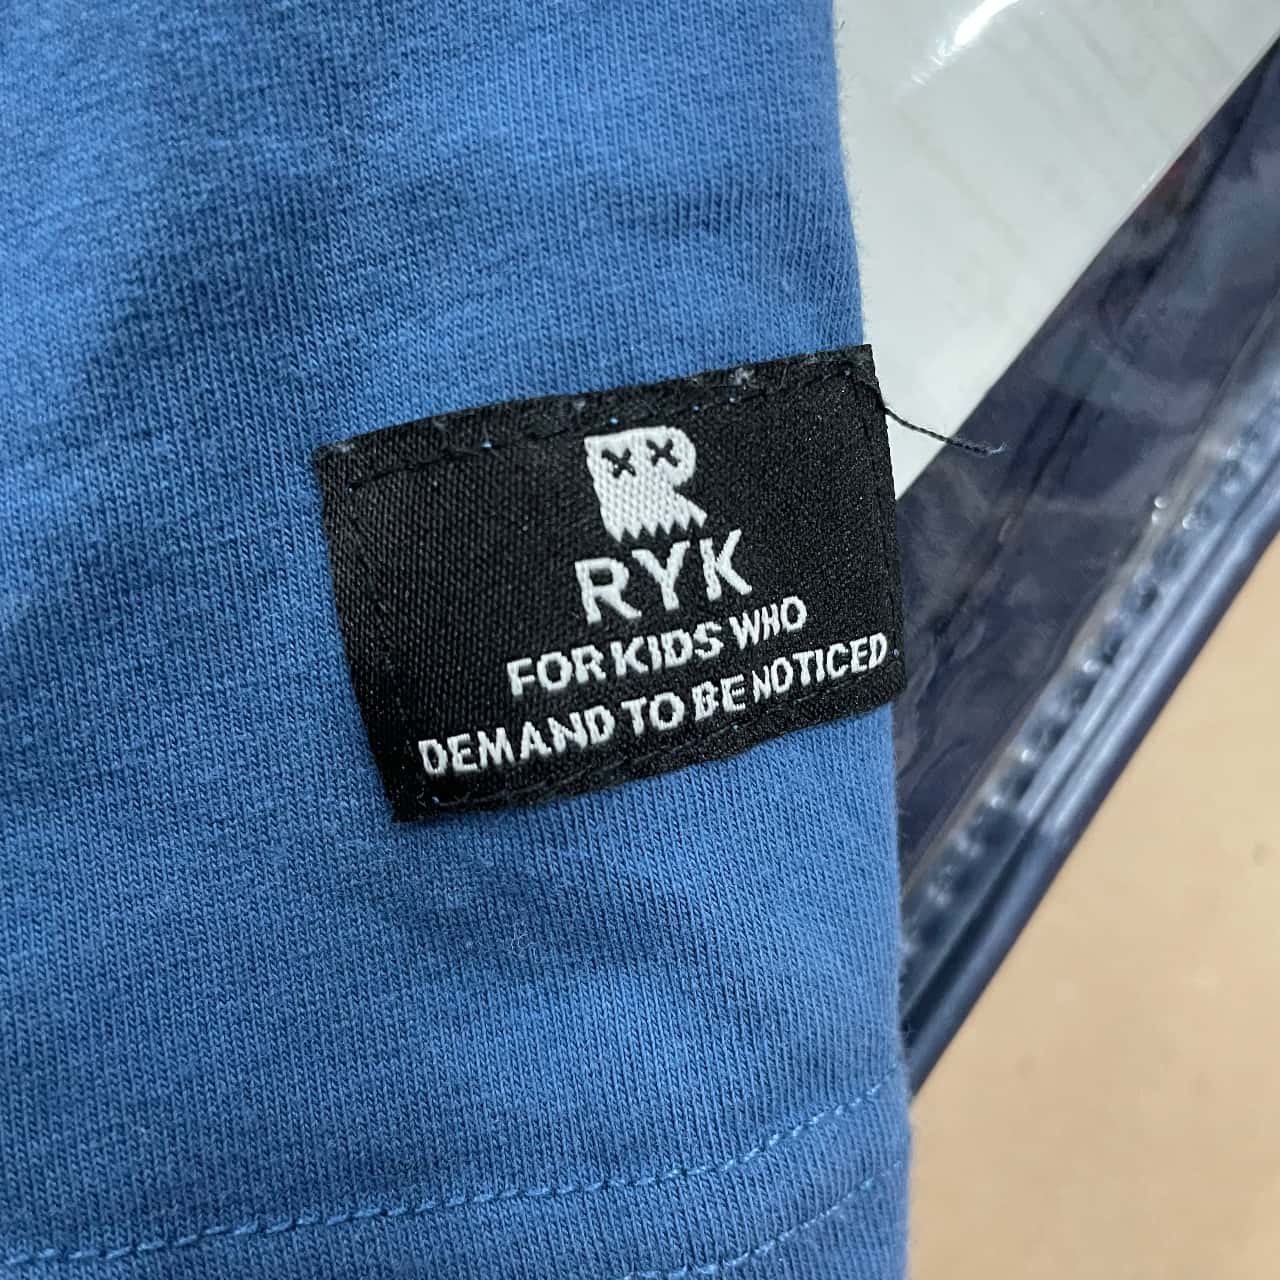 RYK
FOR KIDS WHO
DEMAND TO BE NOTICED